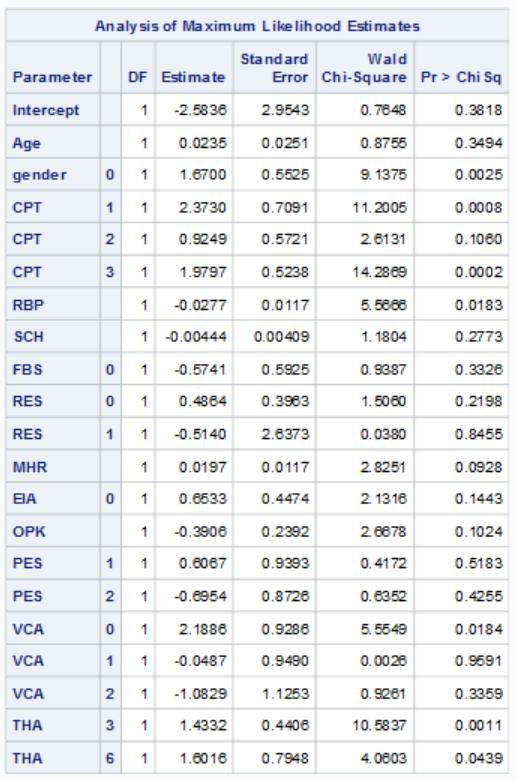 Analysis of Maximum Likelihood Estimates
Parameter DF Estimate Standard Error Wald Chi-Square Pr > ChiSq
Intercept 1 -2.5836 2.9543 0.7648 0.3818
Age 1 0.0235 0.0251 0.8755 0.3494
gender 0 1 1.6700 0.5525 9.1375 0.0025
CPT 1 1 2.3730 0.7091 11.2005 0.0008
CPT 2 1 0.9249 0.5721 2.6131 0.1060
CPT 3 1 1.9797 0.5238 14.2869 0.0002
RBP 1 -0.0277 0.0117 5.5666 0.0183
SCH 1 -0.00444 0.00409 1.1804 0.2773
FBS 0 1 -0.5741 0.5925 0.9387 0.3326
RES 0 1 0.4864 0.3963 1.5060 0.2198
RES 1 1 -0.5140 2.6373 0.0380 0.8455
MHR 1 0.0197 0.0117 2.8251 0.0928
EIA 0 1 0.6533 0.4474 2.1316 0.1443
OPK 1 -0.3906 0.2392 2.6678 0.1024
PES 1 1 0.6067 0.9393 0.4172 0.5183
PES 2 1 -0.6954 0.8726 0.6352 0.4255
VCA 0 1 2.1886 0.9286 5.5549 0.0184
VCA 1 1 -0.0487 0.9490 0.0026 0.9591
VCA 2 1 -1.0829 1.1253 0.9261 0.3359
THA 3 1 1.4332 0.4406 10.5837 0.0011
THA 6 1 1.6016 0.7948 4.0603 0.0439